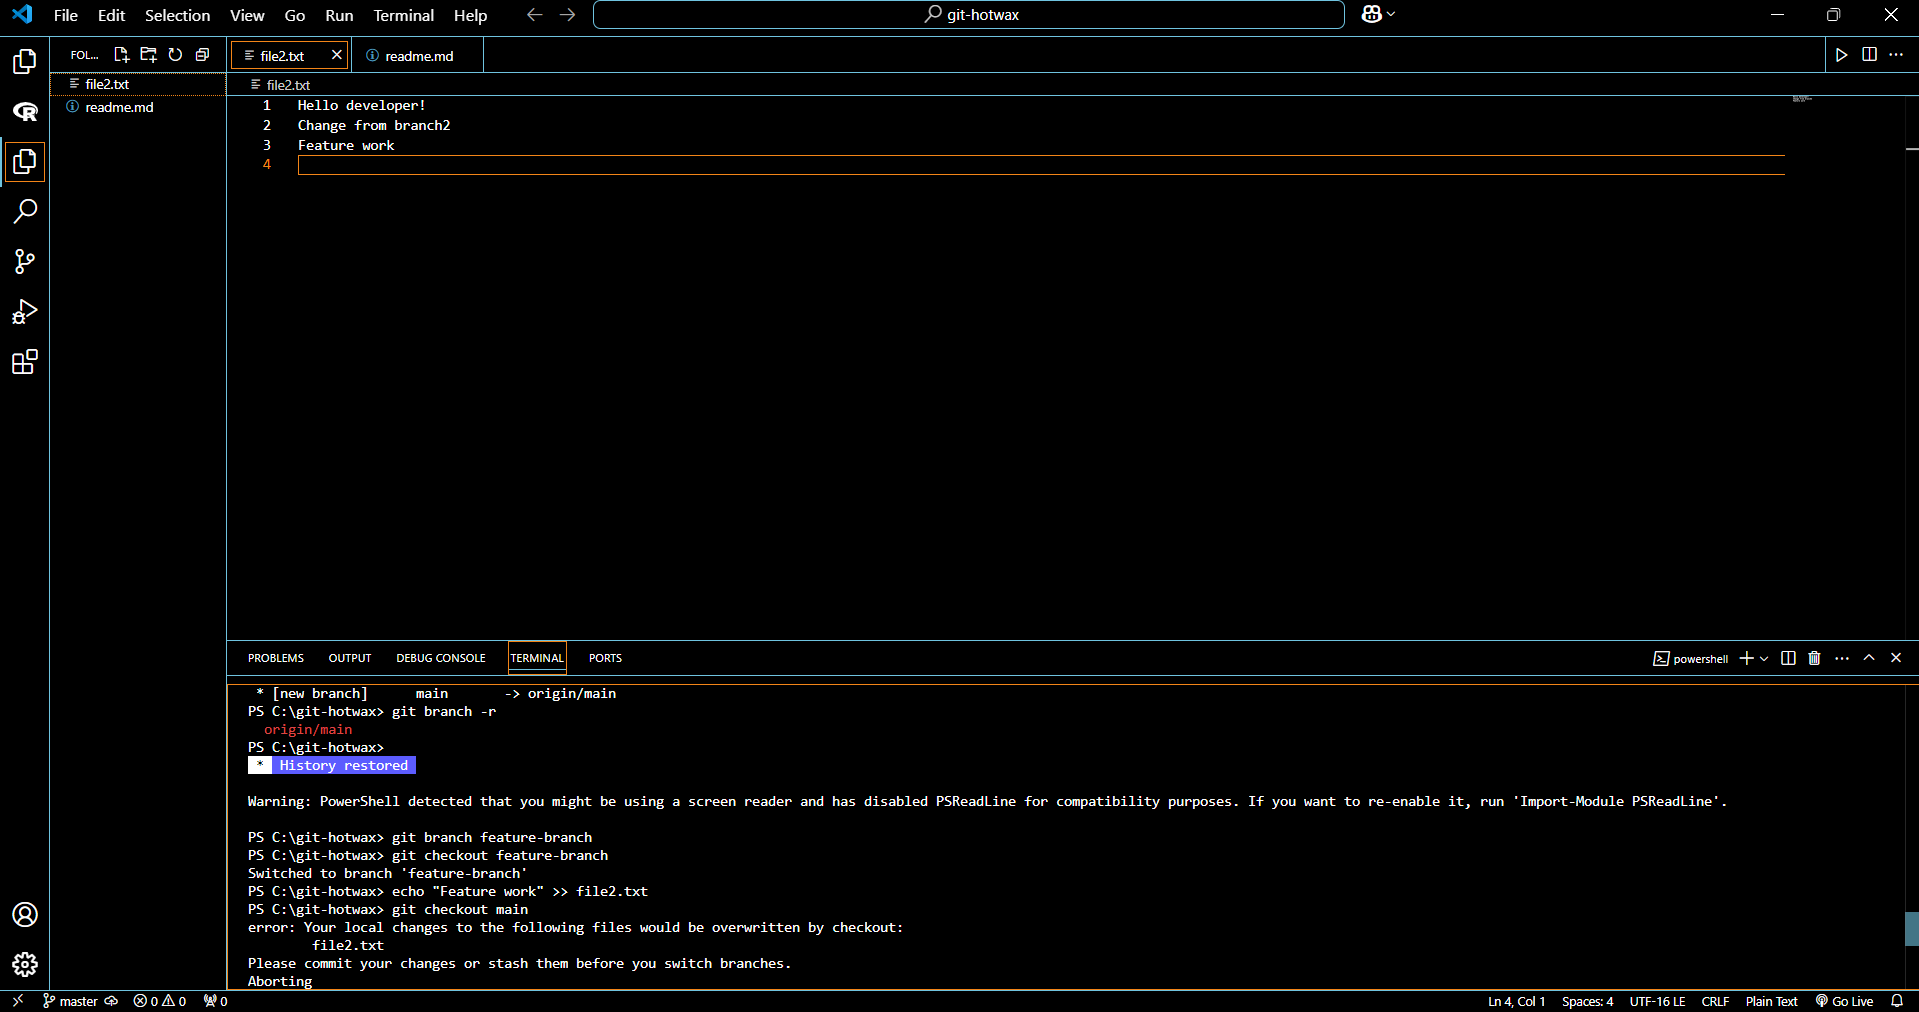 File Edit Selection View Go Run Terminal Help
git-hotwax
FOL...
file2.txt
readme.md
file2.txt
readme.md
file2.txt
1 Hello developer!
2 Change from branch2
3 Feature work
4
PROBLEMS OUTPUT DEBUG CONSOLE TERMINAL PORTS
powershell
* [new branch] main -> origin/main
PS C:\git-hotwax> git branch -r
origin/main
PS C:\git-hotwax>
* History restored
Warning: PowerShell detected that you might be using a screen reader and has disabled PSReadLine for compatibility purposes. If you want to re-enable it, run 'Import-Module PSReadLine'.
PS C:\git-hotwax> git branch feature-branch
PS C:\git-hotwax> git checkout feature-branch
Switched to branch 'feature-branch'
PS C:\git-hotwax> echo "Feature work" >> file2.txt
PS C:\git-hotwax> git checkout main
error: Your local changes to the following files would be overwritten by checkout:
file2.txt
Please commit your changes or stash them before you switch branches.
Aborting
master 0 0 0 Ln 4, Col 1 Spaces: 4 UTF-16 LE CRLF Plain Text Go Live